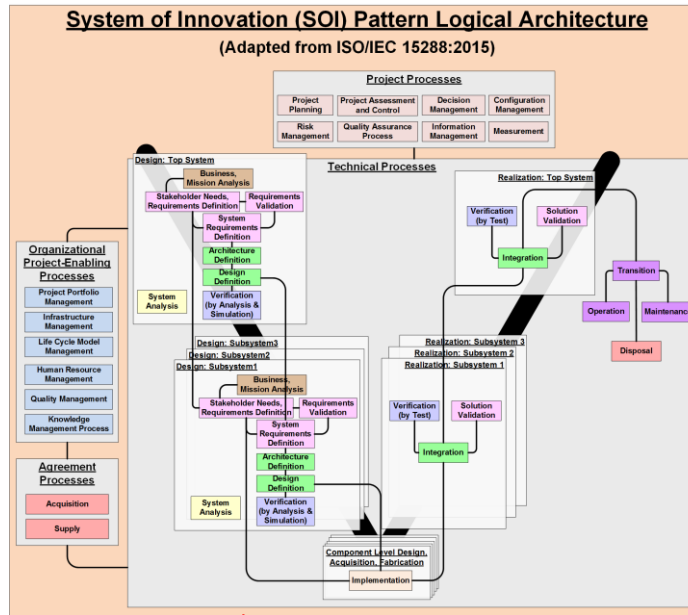 System of Innovation (SOI) Pattern Logical Architecture
(Adapted from ISO/IEC 15288:2015)
Project Processes
Project
Planning
Project Assessment
and Control
Decision
Management
Configuration
Management
Risk
Management
Quality Assurance
Process
Information
Management
Measurement
Technical Processes
Design: Top System
Business,
Mission Analysis
Stakeholder Needs,
Requirements Definition
Requirements
Validation
System
Requirements
Definition
Architecture
Definition
Design
Definition
System
Analysis
Verification
(by Analysis &
Simulation)
Realization: Top System
Verification
(by Test)
Solution
Validation
Integration
Transition
Operation
Maintenance
Disposal
Organizational
Project-Enabling
Processes
Project Portfolio
Management
Infrastructure
Management
Life Cycle Model
Management
Human Resource
Management
Quality Management
Knowledge
Management Process
Agreement
Processes
Acquisition
Supply
Design: Subsystem3
Design: Subsystem2
Design: Subsystem1
Business,
Mission Analysis
Stakeholder Needs,
Requirements Definition
Requirements
Validation
System
Requirements
Definition
Architecture
Definition
Design
Definition
System
Analysis
Verification
(by Analysis &
Simulation)
Realization: Subsystem 3
Realization: Subsystem 2
Realization: Subsystem 1
Verification
(by Test)
Solution
Validation
Integration
Component Level Design,
Acquisition, Fabrication
Implementation